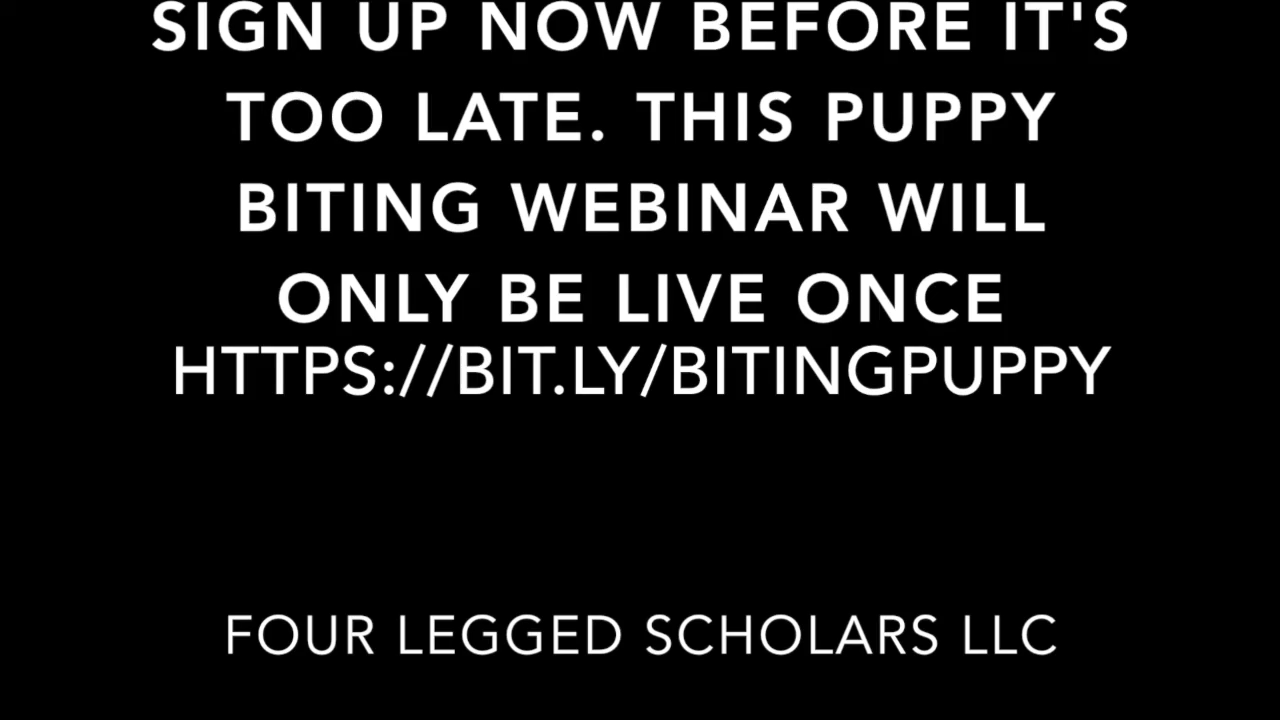 SIGN UP NOW BEFORE IT'S
TOO LATE. THIS PUPPY
BITING WEBINAR WILL
ONLY BE LIVE ONCE
HTTPS://BIT.LY/BITINGPUPPY
FOUR LEGGED SCHOLARS LLC